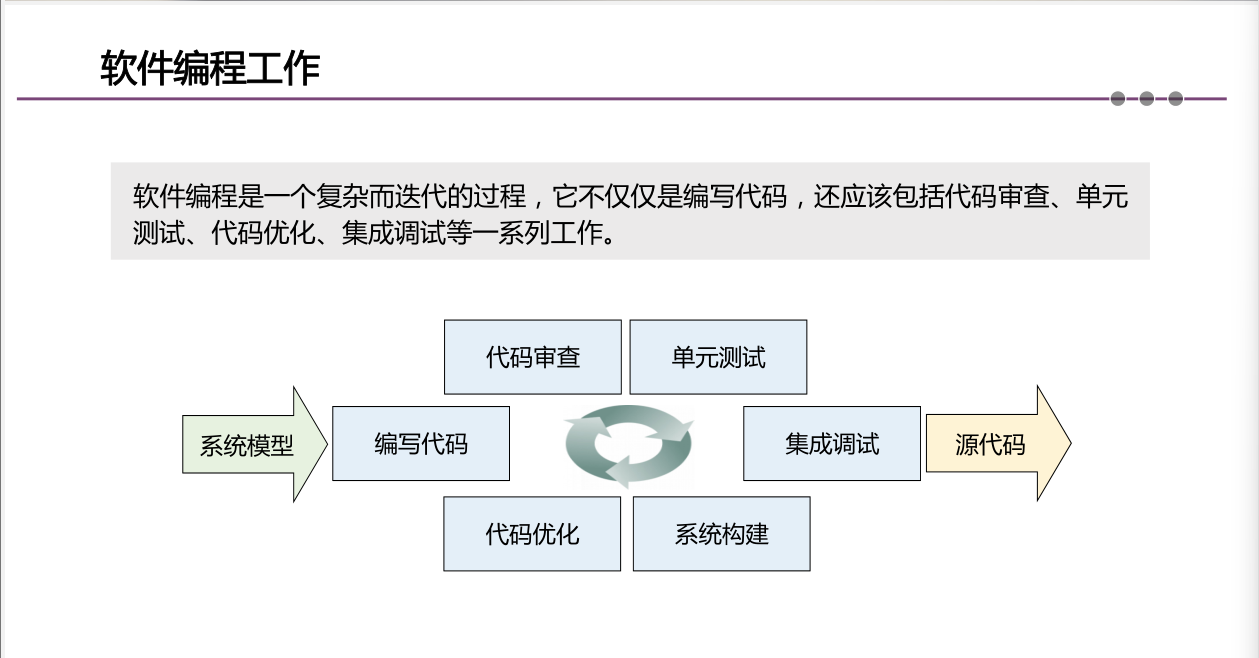 软件编程工作
软件编程是一个复杂而迭代的过程，它不仅仅是编写代码，还应该包括代码审查、单元
测试、代码优化、集成调试等一系列工作。
代码审查
单元测试
系统模型
编写代码
集成调试
源代码
代码优化
系统构建